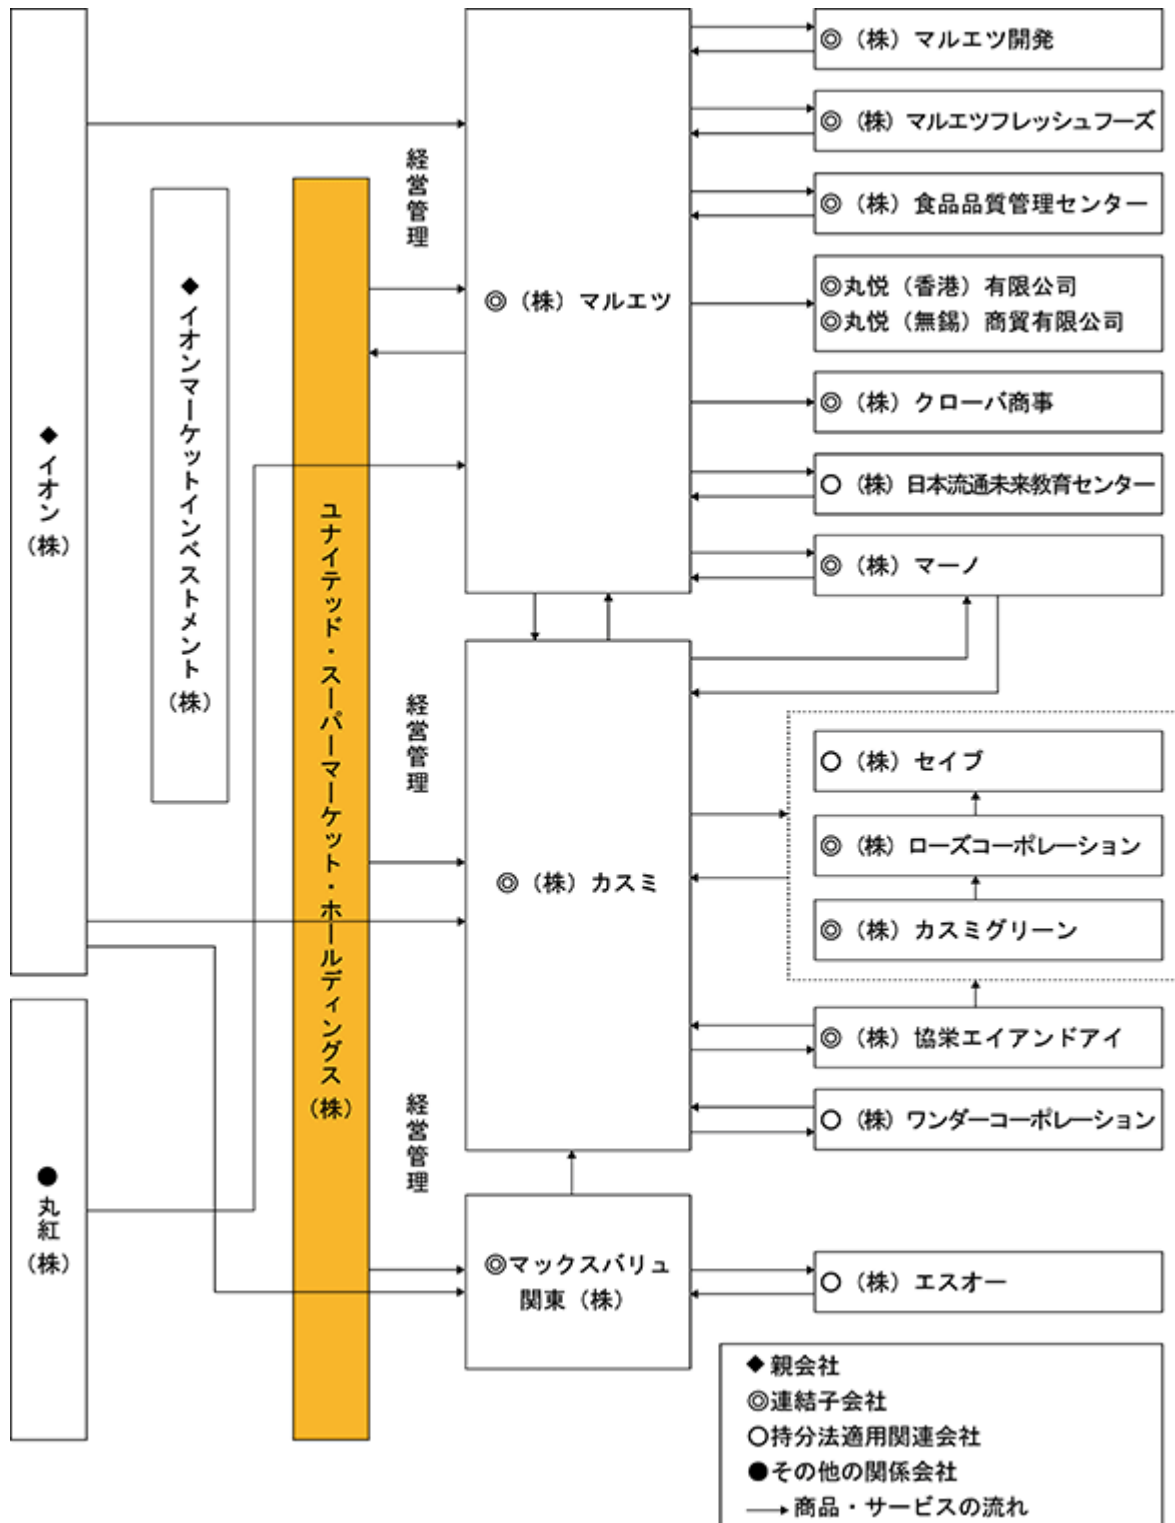 ◆イオン(株)
◆イオンマーケットインベストメント(株)
●丸紅(株)
ユナイテッド・スーパーマーケット・ホールディングス(株)
経営管理
経営管理
経営管理
◎（株）マルエツ
◎（株）カスミ
◎マックスバリュ
関東（株）
◎（株）マルエツ開発
◎（株）マルエツフレッシュフーズ
◎（株）食品品質管理センター
◎丸悦（香港）有限公司
◎丸悦（無錫）商貿有限公司
◎（株）クローバ商事
○（株）日本流通未来教育センター
◎（株）マーノ
○（株）セイブ
◎（株）ローズコーポレーション
◎（株）カスミグリーン
◎（株）協栄エイアンドアイ
○（株）ワンダーコーポレーション
○（株）エスオー
◆親会社
◎連結子会社
○持分法適用関連会社
●その他の関係会社
→商品・サービスの流れ